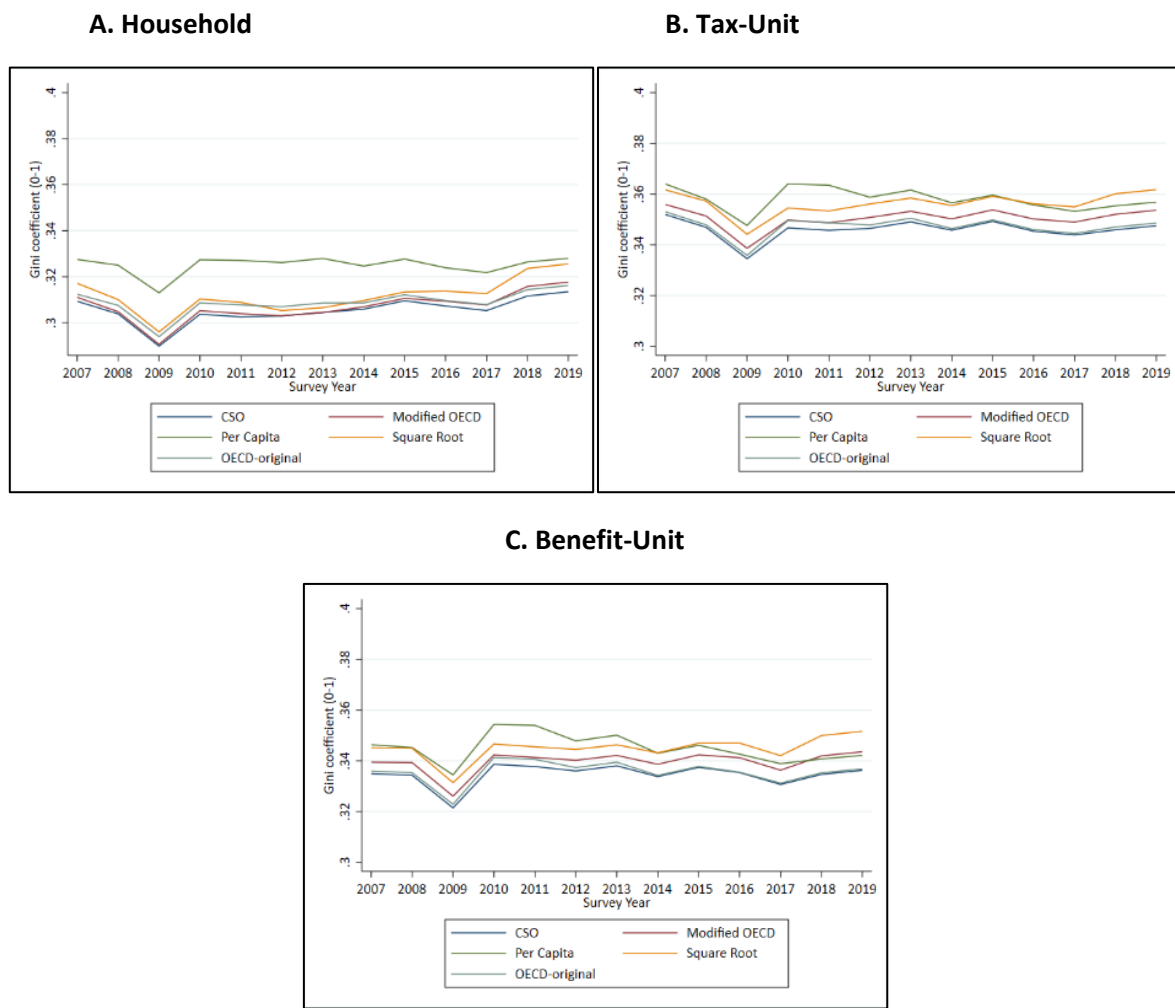 A. Household
Gini coefficient (0-1)
.4
.38
.36
.34
.32
.3
2007 2008 2009 2010 2011 2012 2013 2014 2015 2016 2017 2018 2019
Survey Year
CSO Modified OECD
Per Capita Square Root
OECD-original
B. Tax-Unit
Gini coefficient (0-1)
.4
.38
.36
.34
.32
.3
2007 2008 2009 2010 2011 2012 2013 2014 2015 2016 2017 2018 2019
Survey Year
CSO Modified OECD
Per Capita Square Root
OECD-original
C. Benefit-Unit
Gini coefficient (0-1)
.4
.38
.36
.34
.32
.3
2007 2008 2009 2010 2011 2012 2013 2014 2015 2016 2017 2018 2019
Survey Year
CSO Modified OECD
Per Capita Square Root
OECD-original